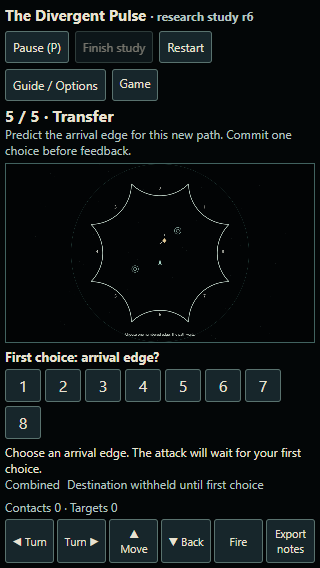 The Divergent Pulse · research study r6
Pause (P)
Finish study
Restart
Guide / Options
Game
5 / 5 · Transfer
Predict the arrival edge for this new path. Commit one
choice before feedback.
First choice: arrival edge?
1
2
3
4
5
6
7
8
Choose an arrival edge. The attack will wait for your first
choice.
Combined Destination withheld until first choice
Contacts 0 · Targets 0
◄ Turn
Turn ►
▲
Move
▼ Back
Fire
Export
notes